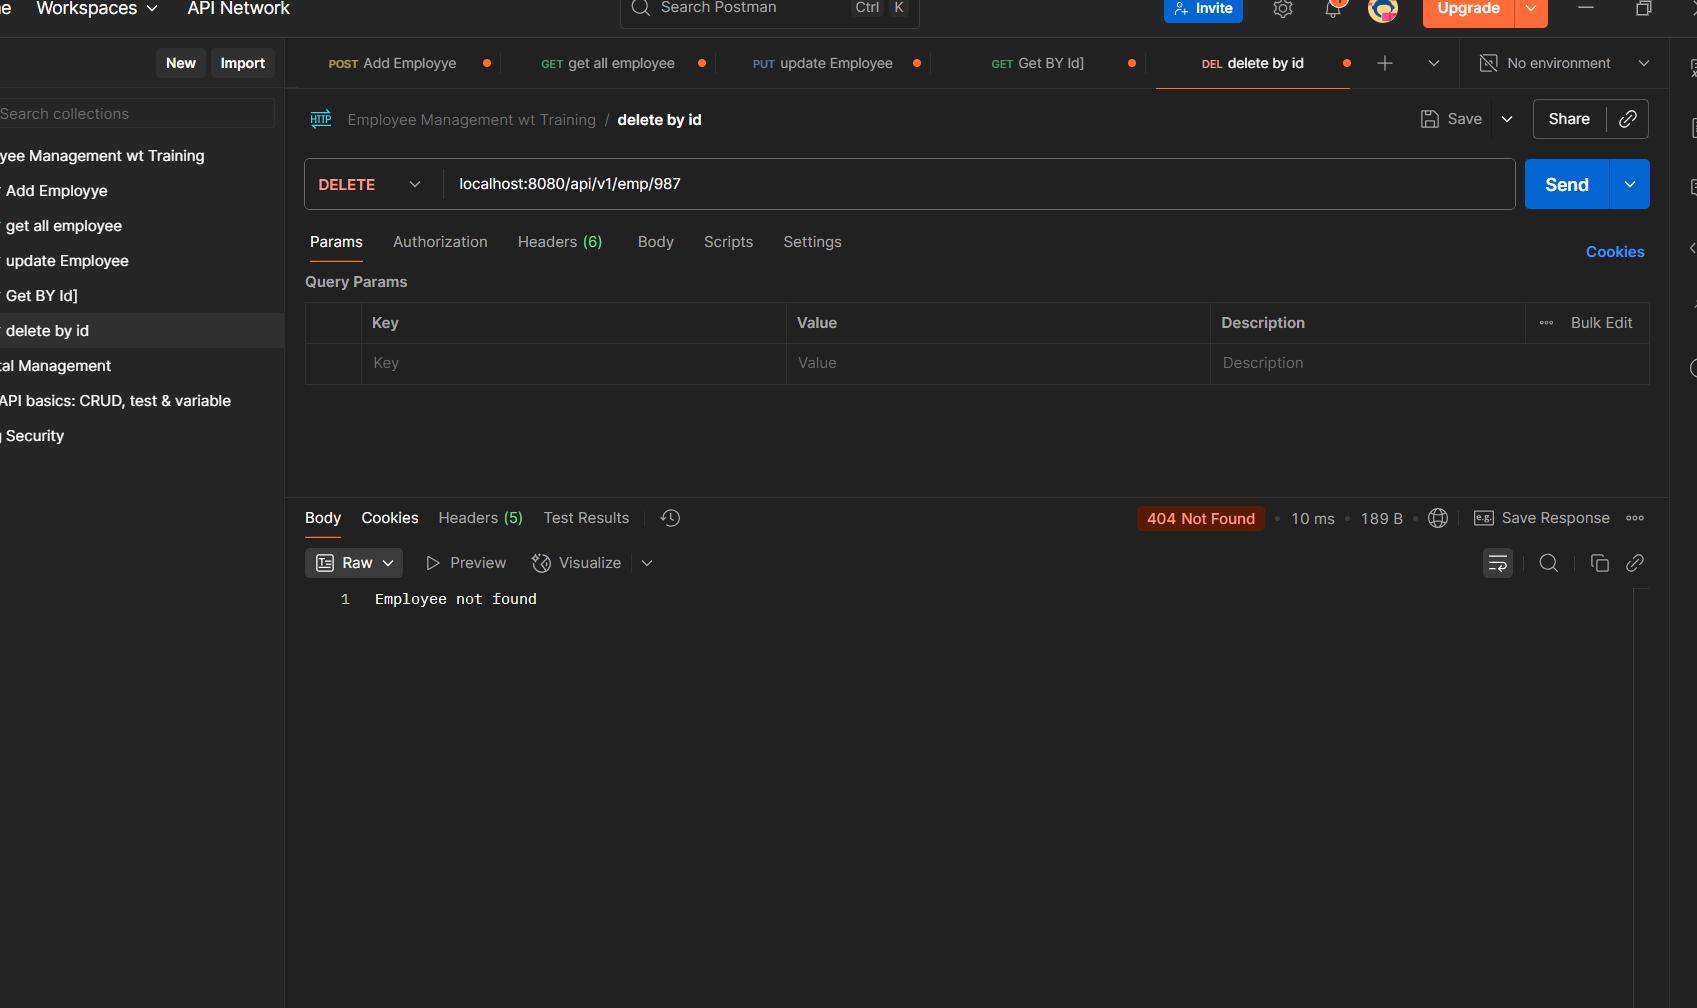 e Workspaces API Network Search Postman Ctrl K Invite Upgrade
New Import
POST Add Employye GET get all employee PUT update Employee GET Get BY Id] DEL delete by id No environment
Search collections
HTTP Employee Management wt Training / delete by id Save Share
yee Management wt Training
Add Employye
get all employee
update Employee
Get BY Id]
delete by id
tal Management
API basics: CRUD, test & variable
g Security
DELETE localhost:8080/api/v1/emp/987 Send
Params Authorization Headers (6) Body Scripts Settings Cookies
Query Params
Key Value Description Bulk Edit
Key Value Description
Body Cookies Headers (5) Test Results 404 Not Found • 10 ms • 189 B • e.g. Save Response
Raw Preview Visualize
1 Employee not found